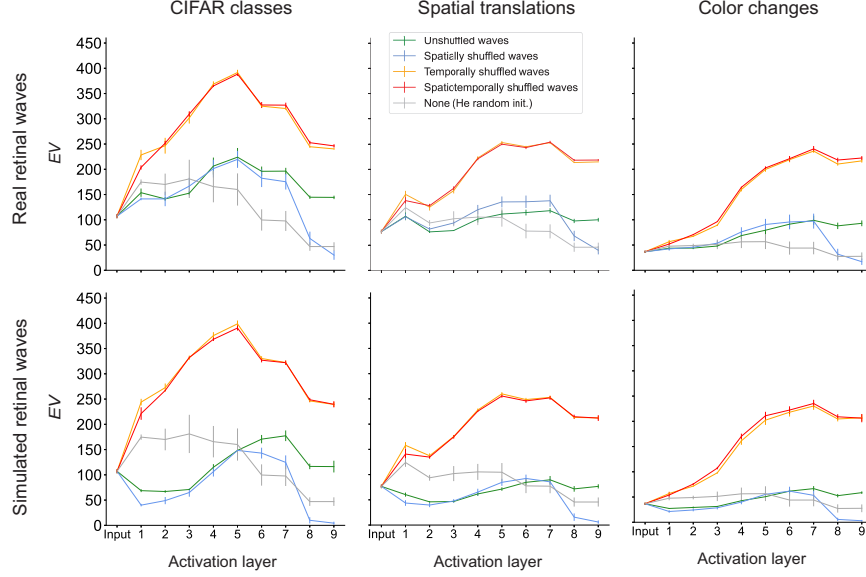 CIFAR classes
Spatial translations
Color changes
Real retinal waves
EV
450
400
350
300
250
200
150
100
50
0
Unshuffled waves
Spatially shuffled waves
Temporally shuffled waves
Spatictemporally shuffled waves
None (He random init.)
Simulated retinal waves
EV
450
400
350
300
250
200
150
100
50
0
Input 1 2 3 4 5 6 7 8 9
Input 1 2 3 4 5 6 7 8 9
Input 1 2 3 4 5 6 7 8 9
Activation layer
Activation layer
Activation layer